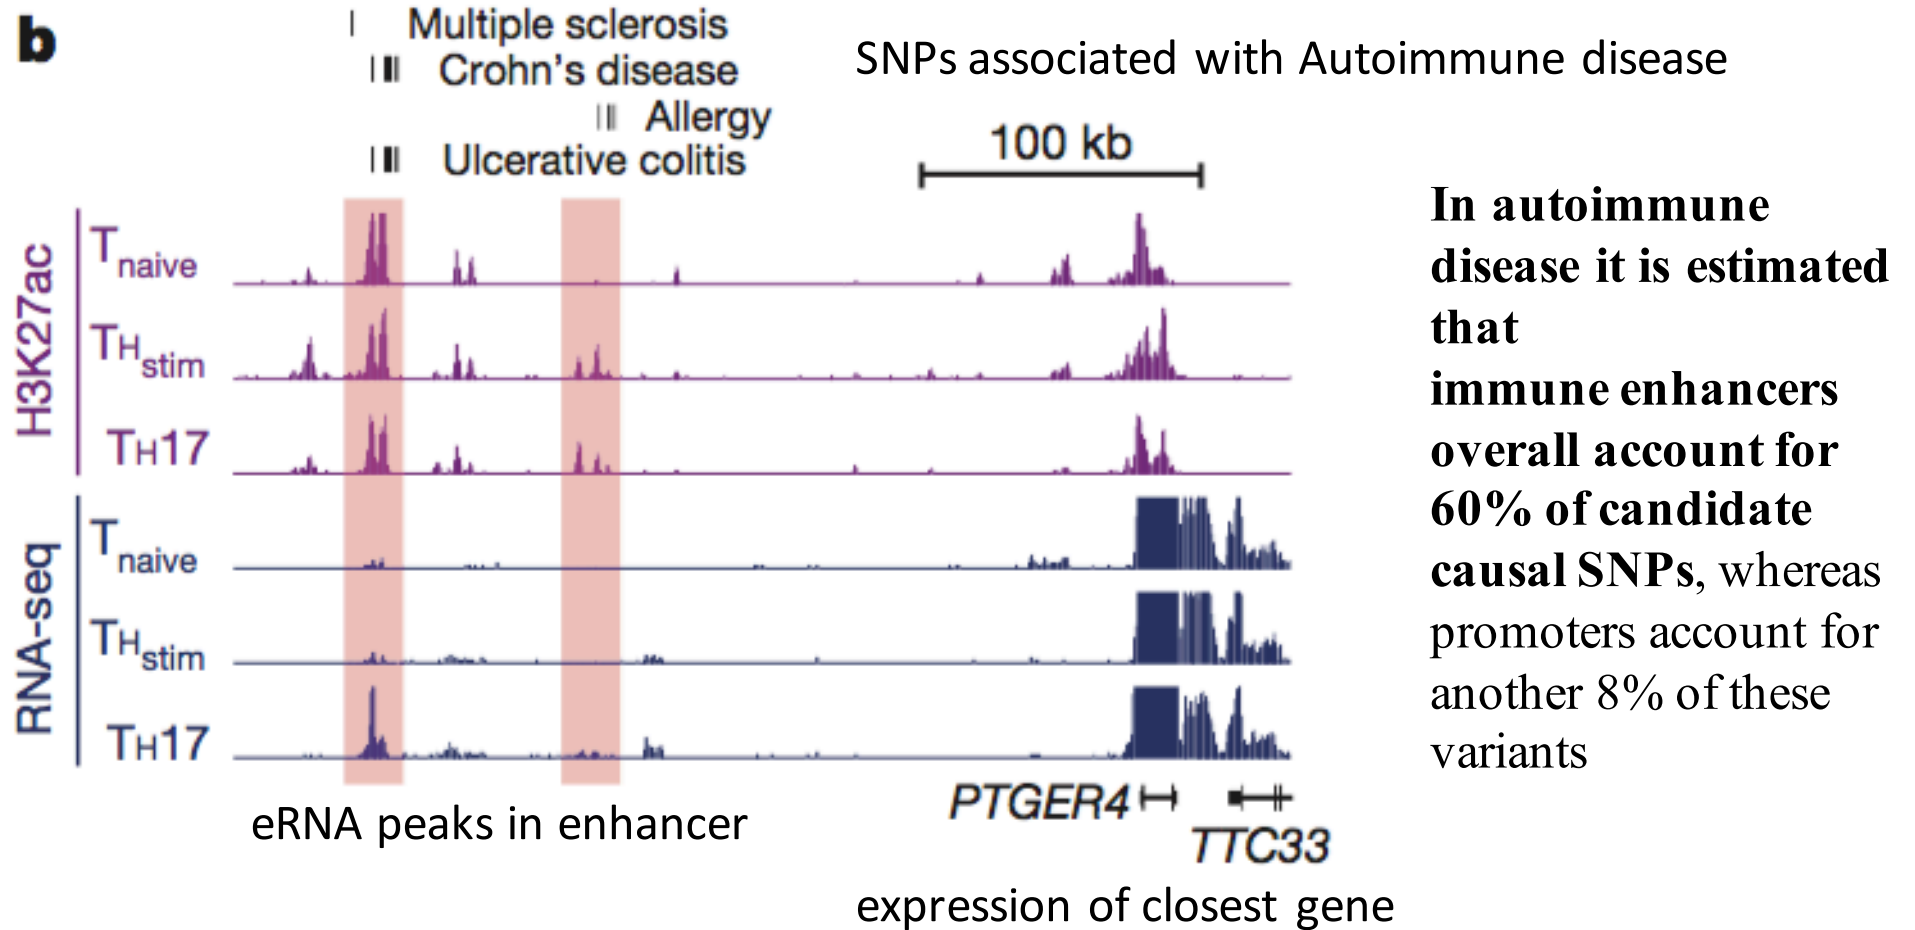 b
Multiple sclerosis
Crohn's disease
Allergy
Ulcerative colitis
SNPs associated with Autoimmune disease
100 kb
H3K27ac
Tnaive
THstim
TH17
RNA-seq
Tnaive
THstim
TH17
PTGER4
TTC33
eRNA peaks in enhancer
expression of closest gene
In autoimmune
disease it is estimated
that
immune enhancers
overall account for
60% of candidate
causal SNPs, whereas
promoters account for
another 8% of these
variants